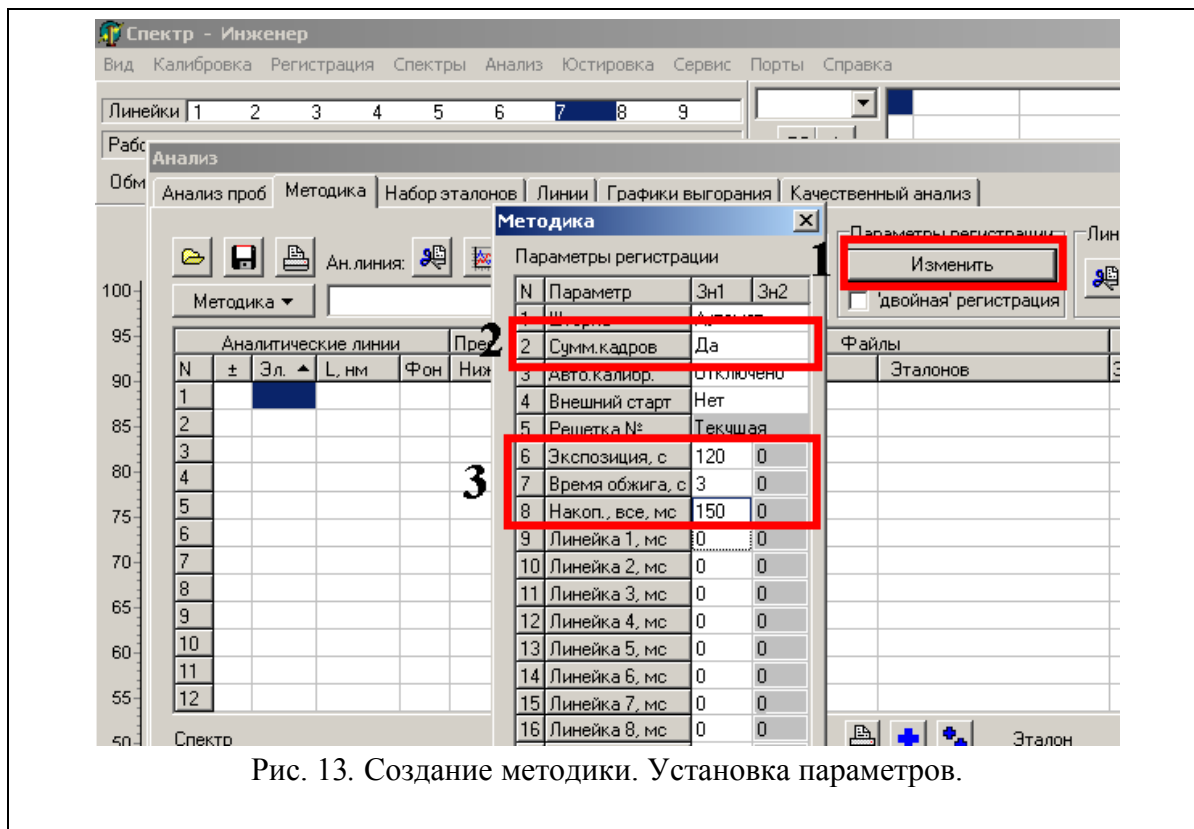 Спектр - Инженер
Вид Калибровка Регистрация Спектры Анализ Юстировка Сервис Порты Справка
Линейки 1 2 3 4 5 6 7 8 9
Анализ
Анализ проб Методика Набор эталонов Линии Графики выгорания Качественный анализ
Методика
Параметры регистрации
1
Изменить
'двойная' регистрация
Ан.линия:
Методика
Параметры регистрации
N Параметр Зн1 Зн2
2
2 Сумм.кадров Да
3 Авто.калибр. Отключено
4 Внешний старт Нет
5 Решетка № Текущая
3
6 Экспозиция, с 120 0
7 Время обжига, с 3 0
8 Накоп., все, мс 150 0
9 Линейка 1, мс 0 0
10 Линейка 2, мс 0 0
11 Линейка 3, мс 0 0
12 Линейка 4, мс 0 0
13 Линейка 5, мс 0 0
14 Линейка 6, мс 0 0
15 Линейка 7, мс 0 0
16 Линейка 8, мс 0 0
Аналитические линии
Файлы
N ± Эл. L, нм Фон
Эталонов
1
2
3
4
5
6
7
8
9
10
11
12
100
95
90
85
80
75
70
65
60
55
50
Спектр
Эталон
Рис. 13. Создание методики. Установка параметров.